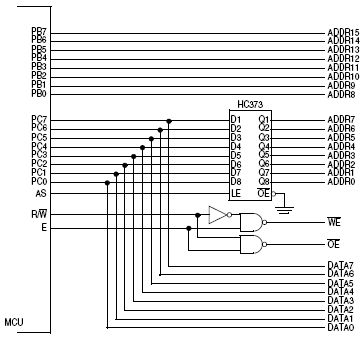 PB7 ADDR15
PB6 ADDR14
PB5 ADDR13
PB4 ADDR12
PB3 ADDR11
PB2 ADDR10
PB1 ADDR9
PB0 ADDR8
HC373
PC7 D1 Q1 ADDR7
PC6 D2 Q2 ADDR6
PC5 D3 Q3 ADDR5
PC4 D4 Q4 ADDR4
PC3 D5 Q5 ADDR3
PC2 D6 Q6 ADDR2
PC1 D7 Q7 ADDR1
PC0 D8 Q8 ADDR0
AS LE O̅E̅
R/W̅ W̅E̅
E O̅E̅
DATA7
DATA6
DATA5
DATA4
DATA3
DATA2
DATA1
DATA0
MCU